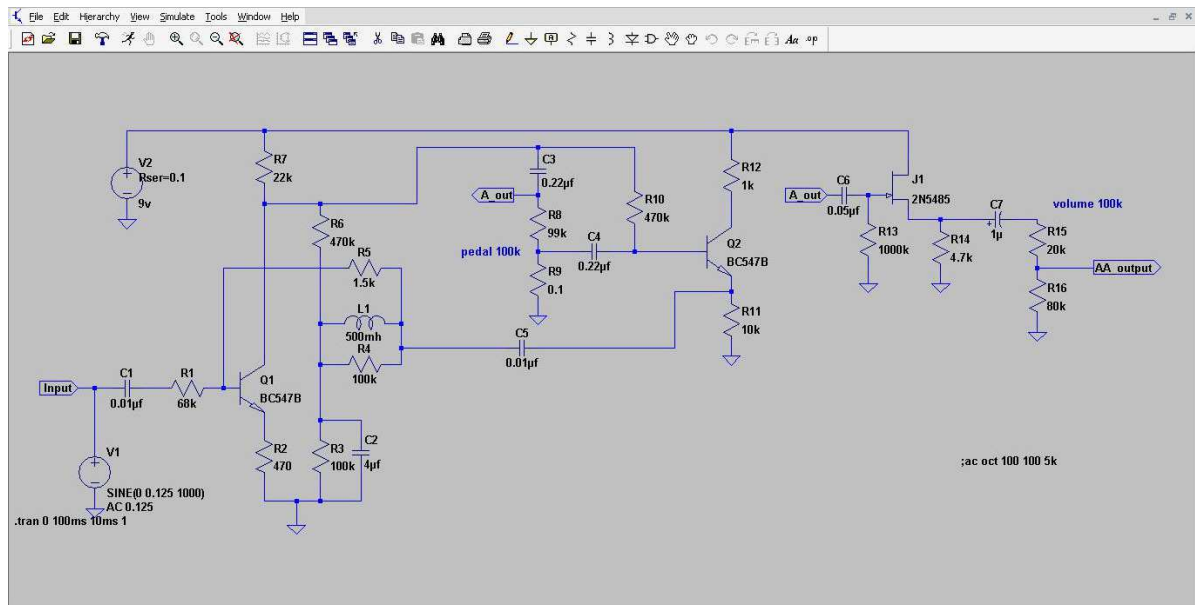 File Edit Hierarchy View Simulate Tools Window Help
Aa .op
V2
Rser=0.1
9v
R7
22k
R6
470k
R5
1.5k
L1
500mh
R4
100k
C3
0.22µf
A_out
R8
99k
pedal 100k
R9
0.1
C4
0.22µf
R10
470k
R12
1k
Q2
BC547B
R11
10k
C5
0.01µf
A_out
C6
0.05µf
R13
1000k
J1
2N5485
R14
4.7k
C7
1µ
volume 100k
R15
20k
AA_output
R16
80k
Input
C1
0.01µf
R1
68k
Q1
BC547B
R2
470
R3
100k
C2
4µf
V1
SINE(0 0.125 1000)
AC 0.125
.tran 0 100ms 10ms 1
;ac oct 100 100 5k